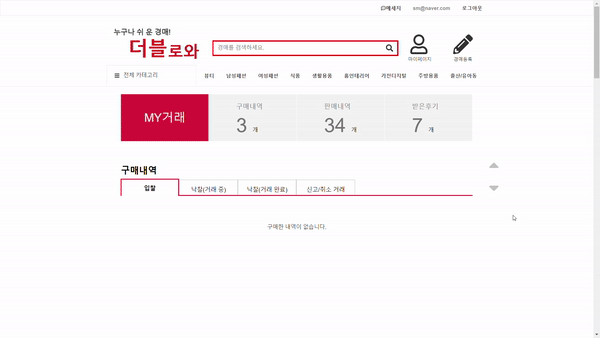 메세지 sm@naver.com 로그아웃
누구나 쉬 운 경매!
더블로와
경매를 검색하세요.
마이페이지 경매등록
전체 카테고리 뷰티 남성패션 여성패션 식품 생활용품 홈인테리어 가전디지털 주방용품 출산/유아동
MY거래
구매내역 판매내역 받은후기
3 개 34 개 7 개
구매내역
입찰 낙찰(거래 중) 낙찰(거래 완료) 신고/취소 거래
구매한 내역이 없습니다.